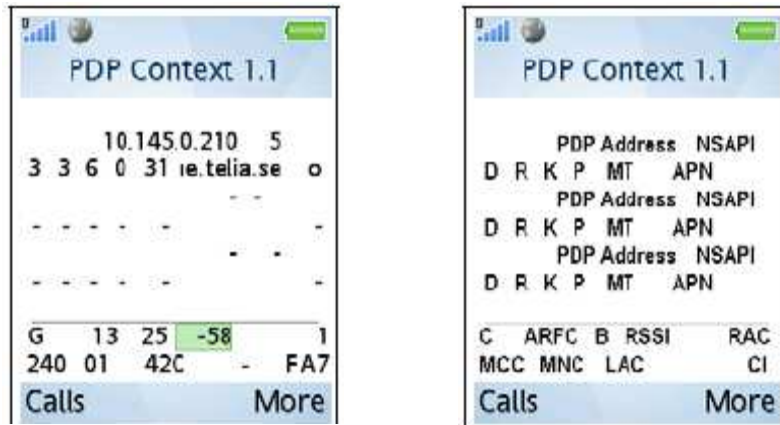 PDP Context 1.1
10.145.0.210 5
3 3 6 0 31 ıe.telia.se o
- -
- - - - - -
- -
- - - - - -
G 13 25 -58 1
240 01 42C - FA7
Calls More
PDP Context 1.1
PDP Address NSAPI
D R K P MT APN
PDP Address NSAPI
D R K P MT APN
PDP Address NSAPI
D R K P MT APN
C ARFC B RSSI RAC
MCC MNC LAC CI
Calls More